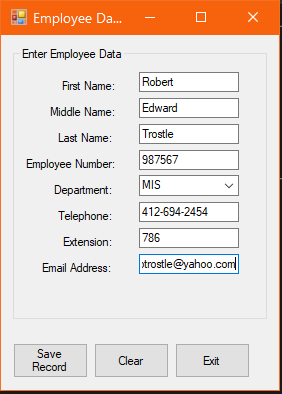 Employee Da...
Enter Employee Data
First Name: Robert
Middle Name: Edward
Last Name: Trostle
Employee Number: 987567
Department: MIS
Telephone: 412-694-2454
Extension: 786
Email Address: otrostle@yahoo.com
Save Record
Clear
Exit